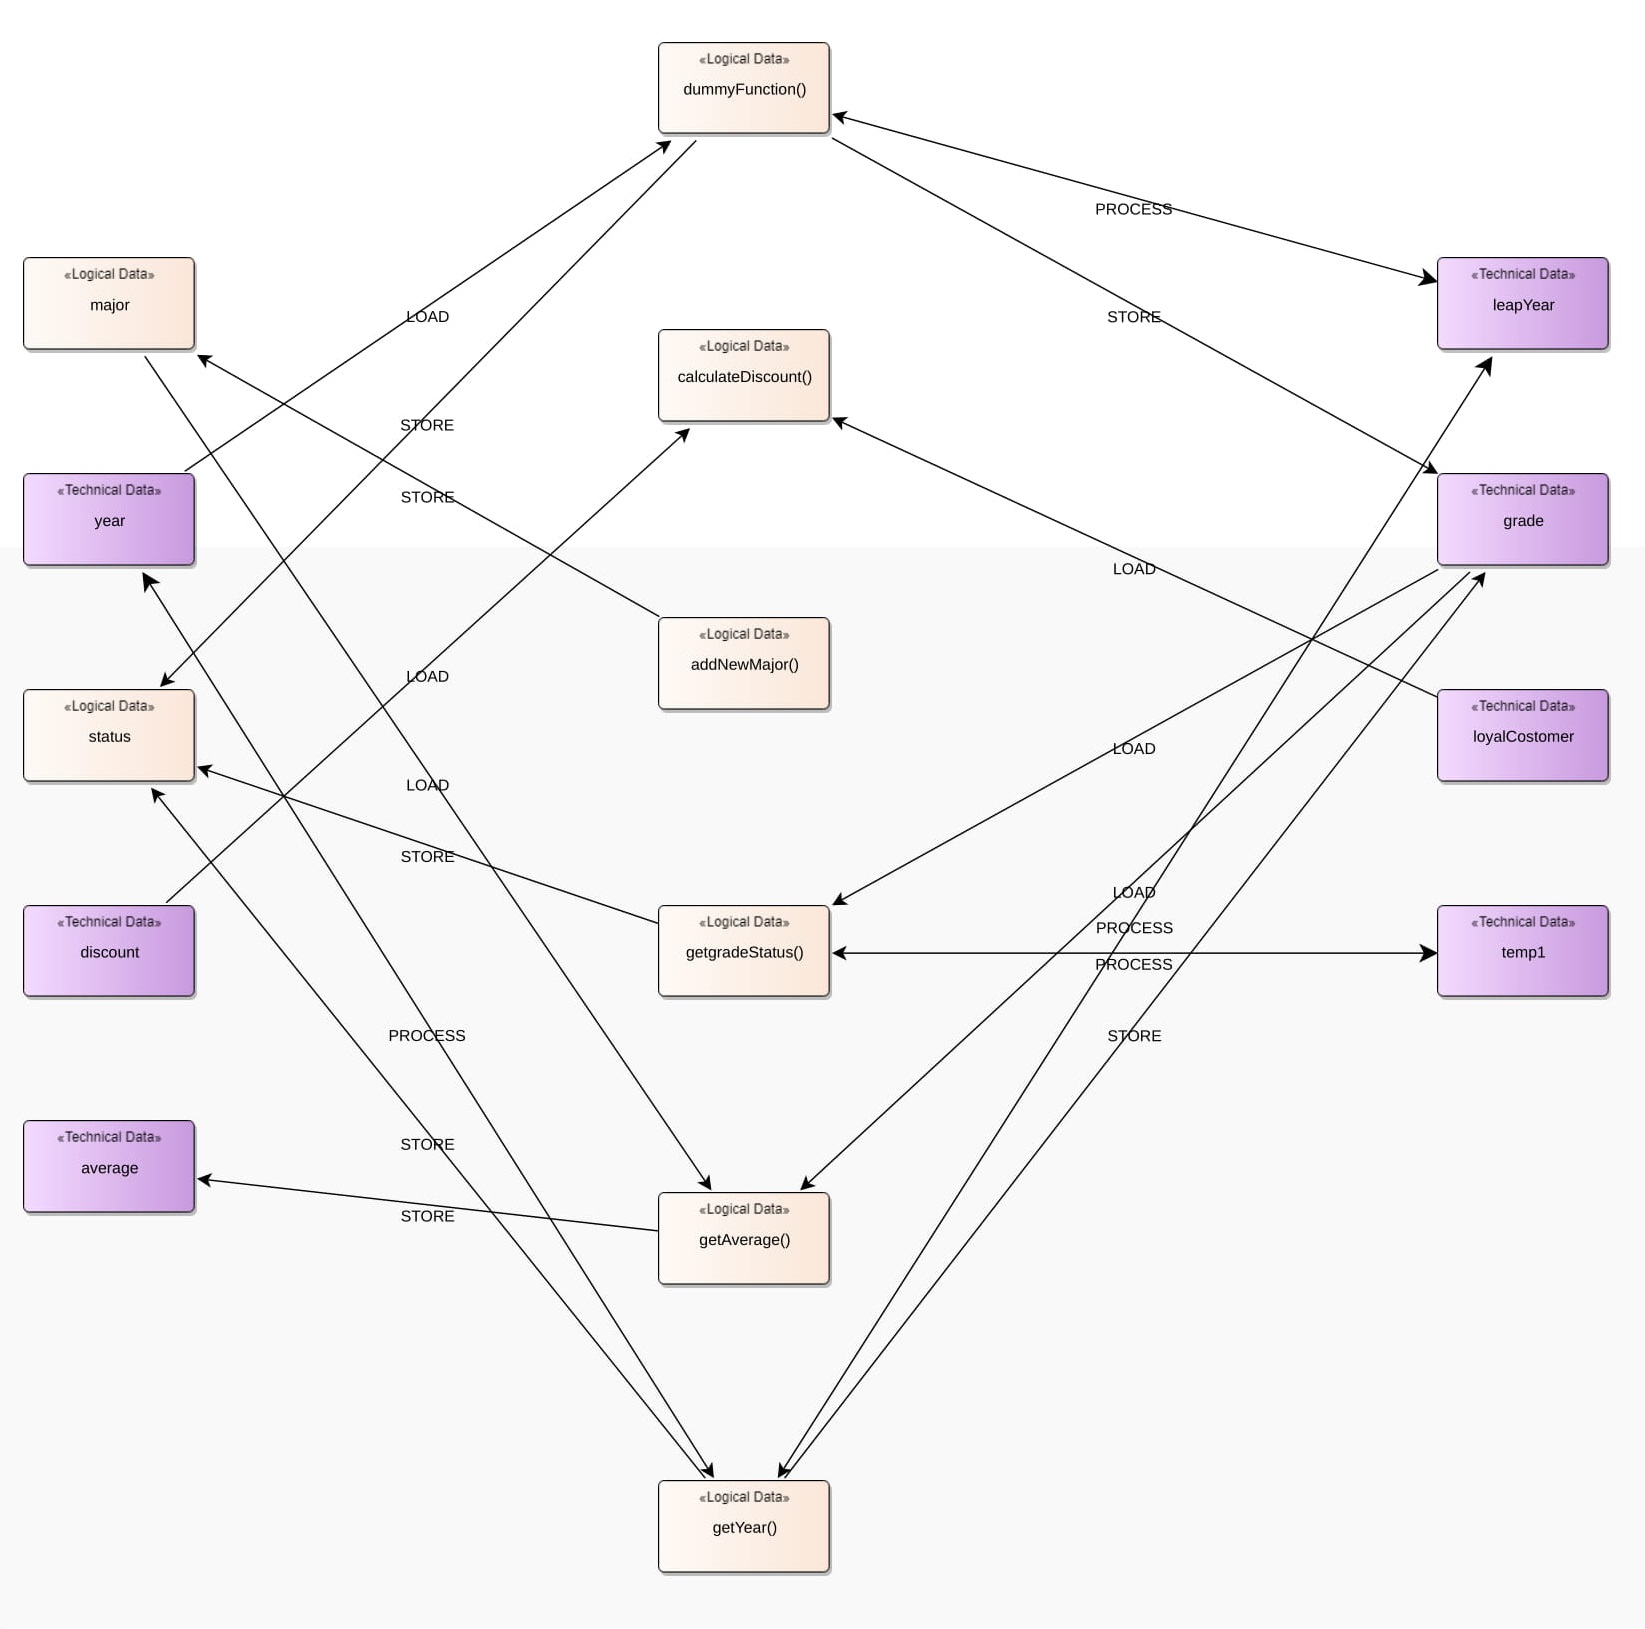 «Logical Data»
dummyFunction()
PROCESS
«Logical Data»
major
«Technical Data»
leapYear
LOAD
STORE
«Logical Data»
calculateDiscount()
STORE
«Technical Data»
year
STORE
«Technical Data»
grade
LOAD
«Logical Data»
addNewMajor()
LOAD
«Logical Data»
status
«Technical Data»
loyalCostomer
LOAD
LOAD
STORE
LOAD
«Technical Data»
discount
«Logical Data»
getgradeStatus()
PROCESS
PROCESS
«Technical Data»
temp1
PROCESS
STORE
«Technical Data»
average
STORE
STORE
«Logical Data»
getAverage()
«Logical Data»
getYear()